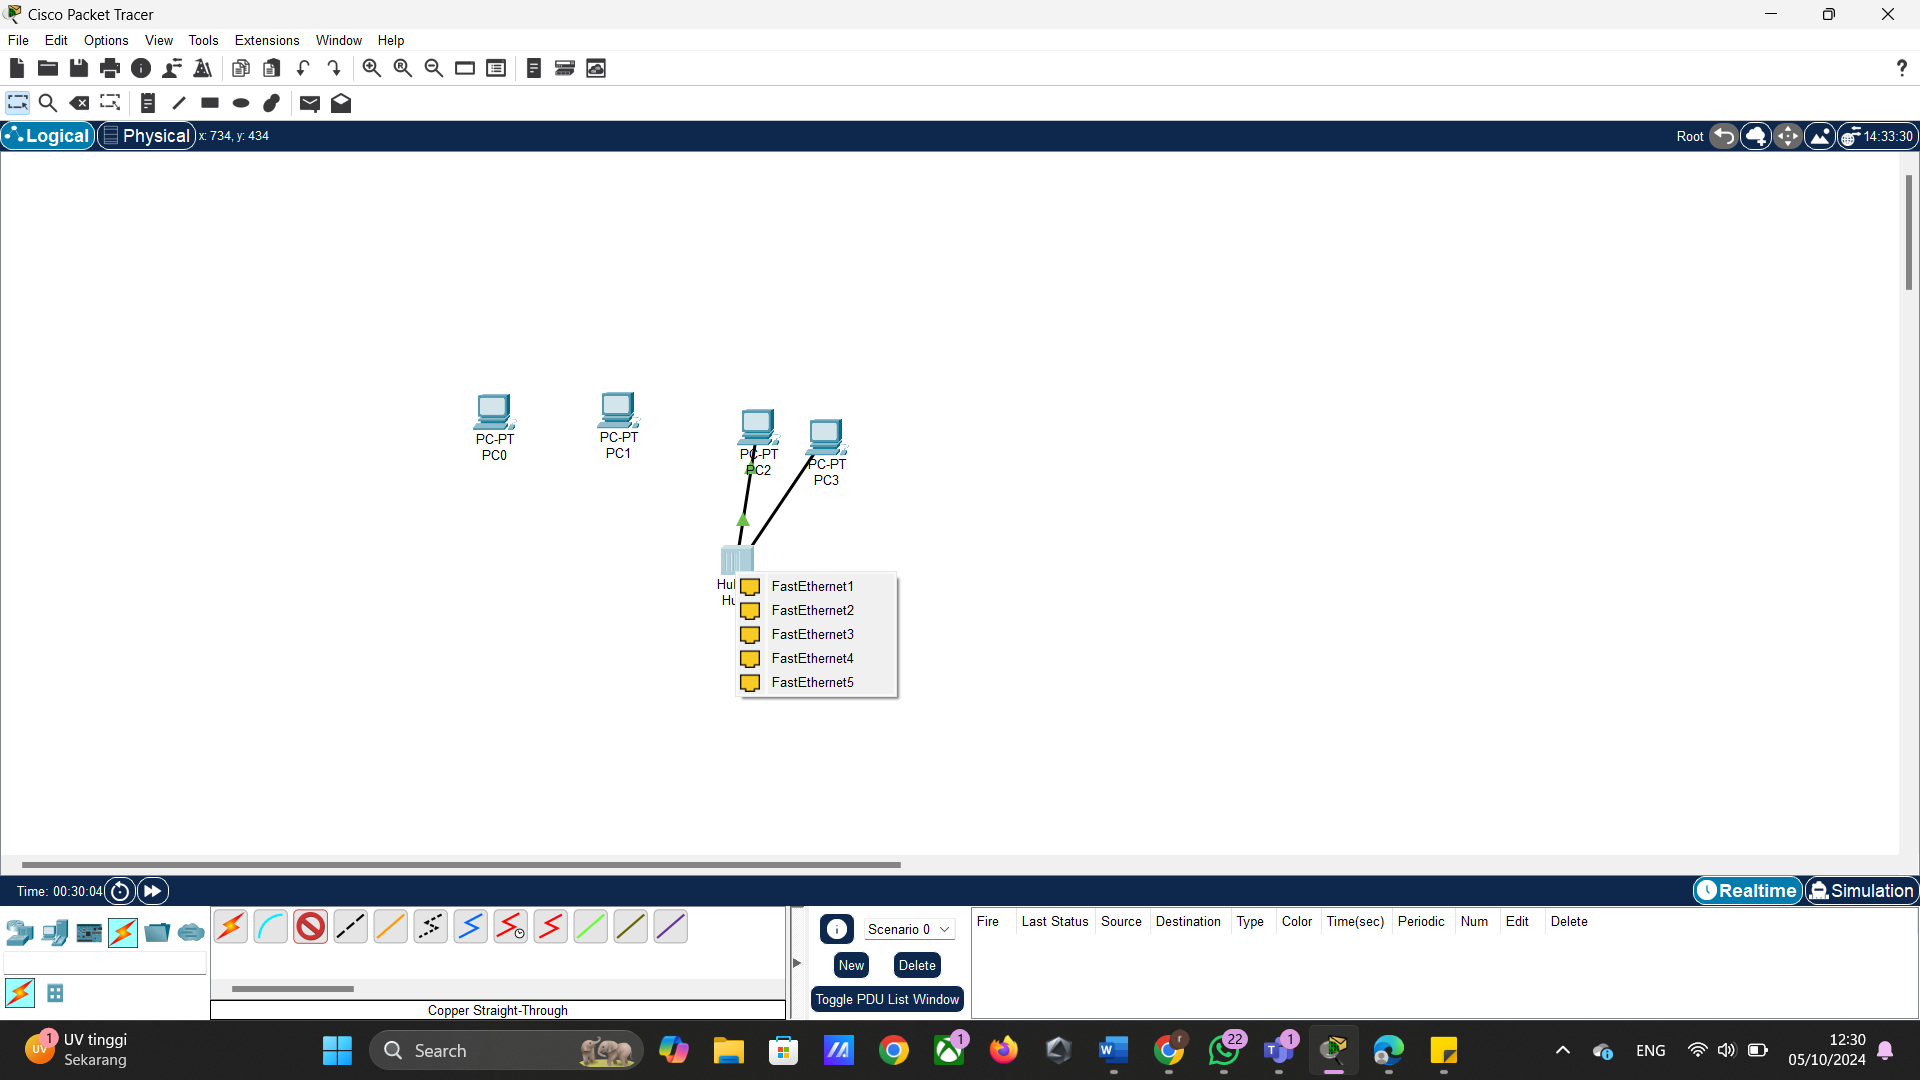 Cisco Packet Tracer
File Edit Options View Tools Extensions Window Help
?
Logical Physical x: 734, y: 434 Root 14:33:30
PC-PT
PC0
PC-PT
PC1
PC-PT
PC2
PC-PT
PC3
FastEthernet1
FastEthernet2
FastEthernet3
FastEthernet4
FastEthernet5
Time: 00:30:04 Realtime Simulation
Scenario 0
New Delete
Toggle PDU List Window
Fire Last Status Source Destination Type Color Time(sec) Periodic Num Edit Delete
Copper Straight-Through
UV tinggi
Sekarang
Search
1
22
1
ENG
12:30
05/10/2024